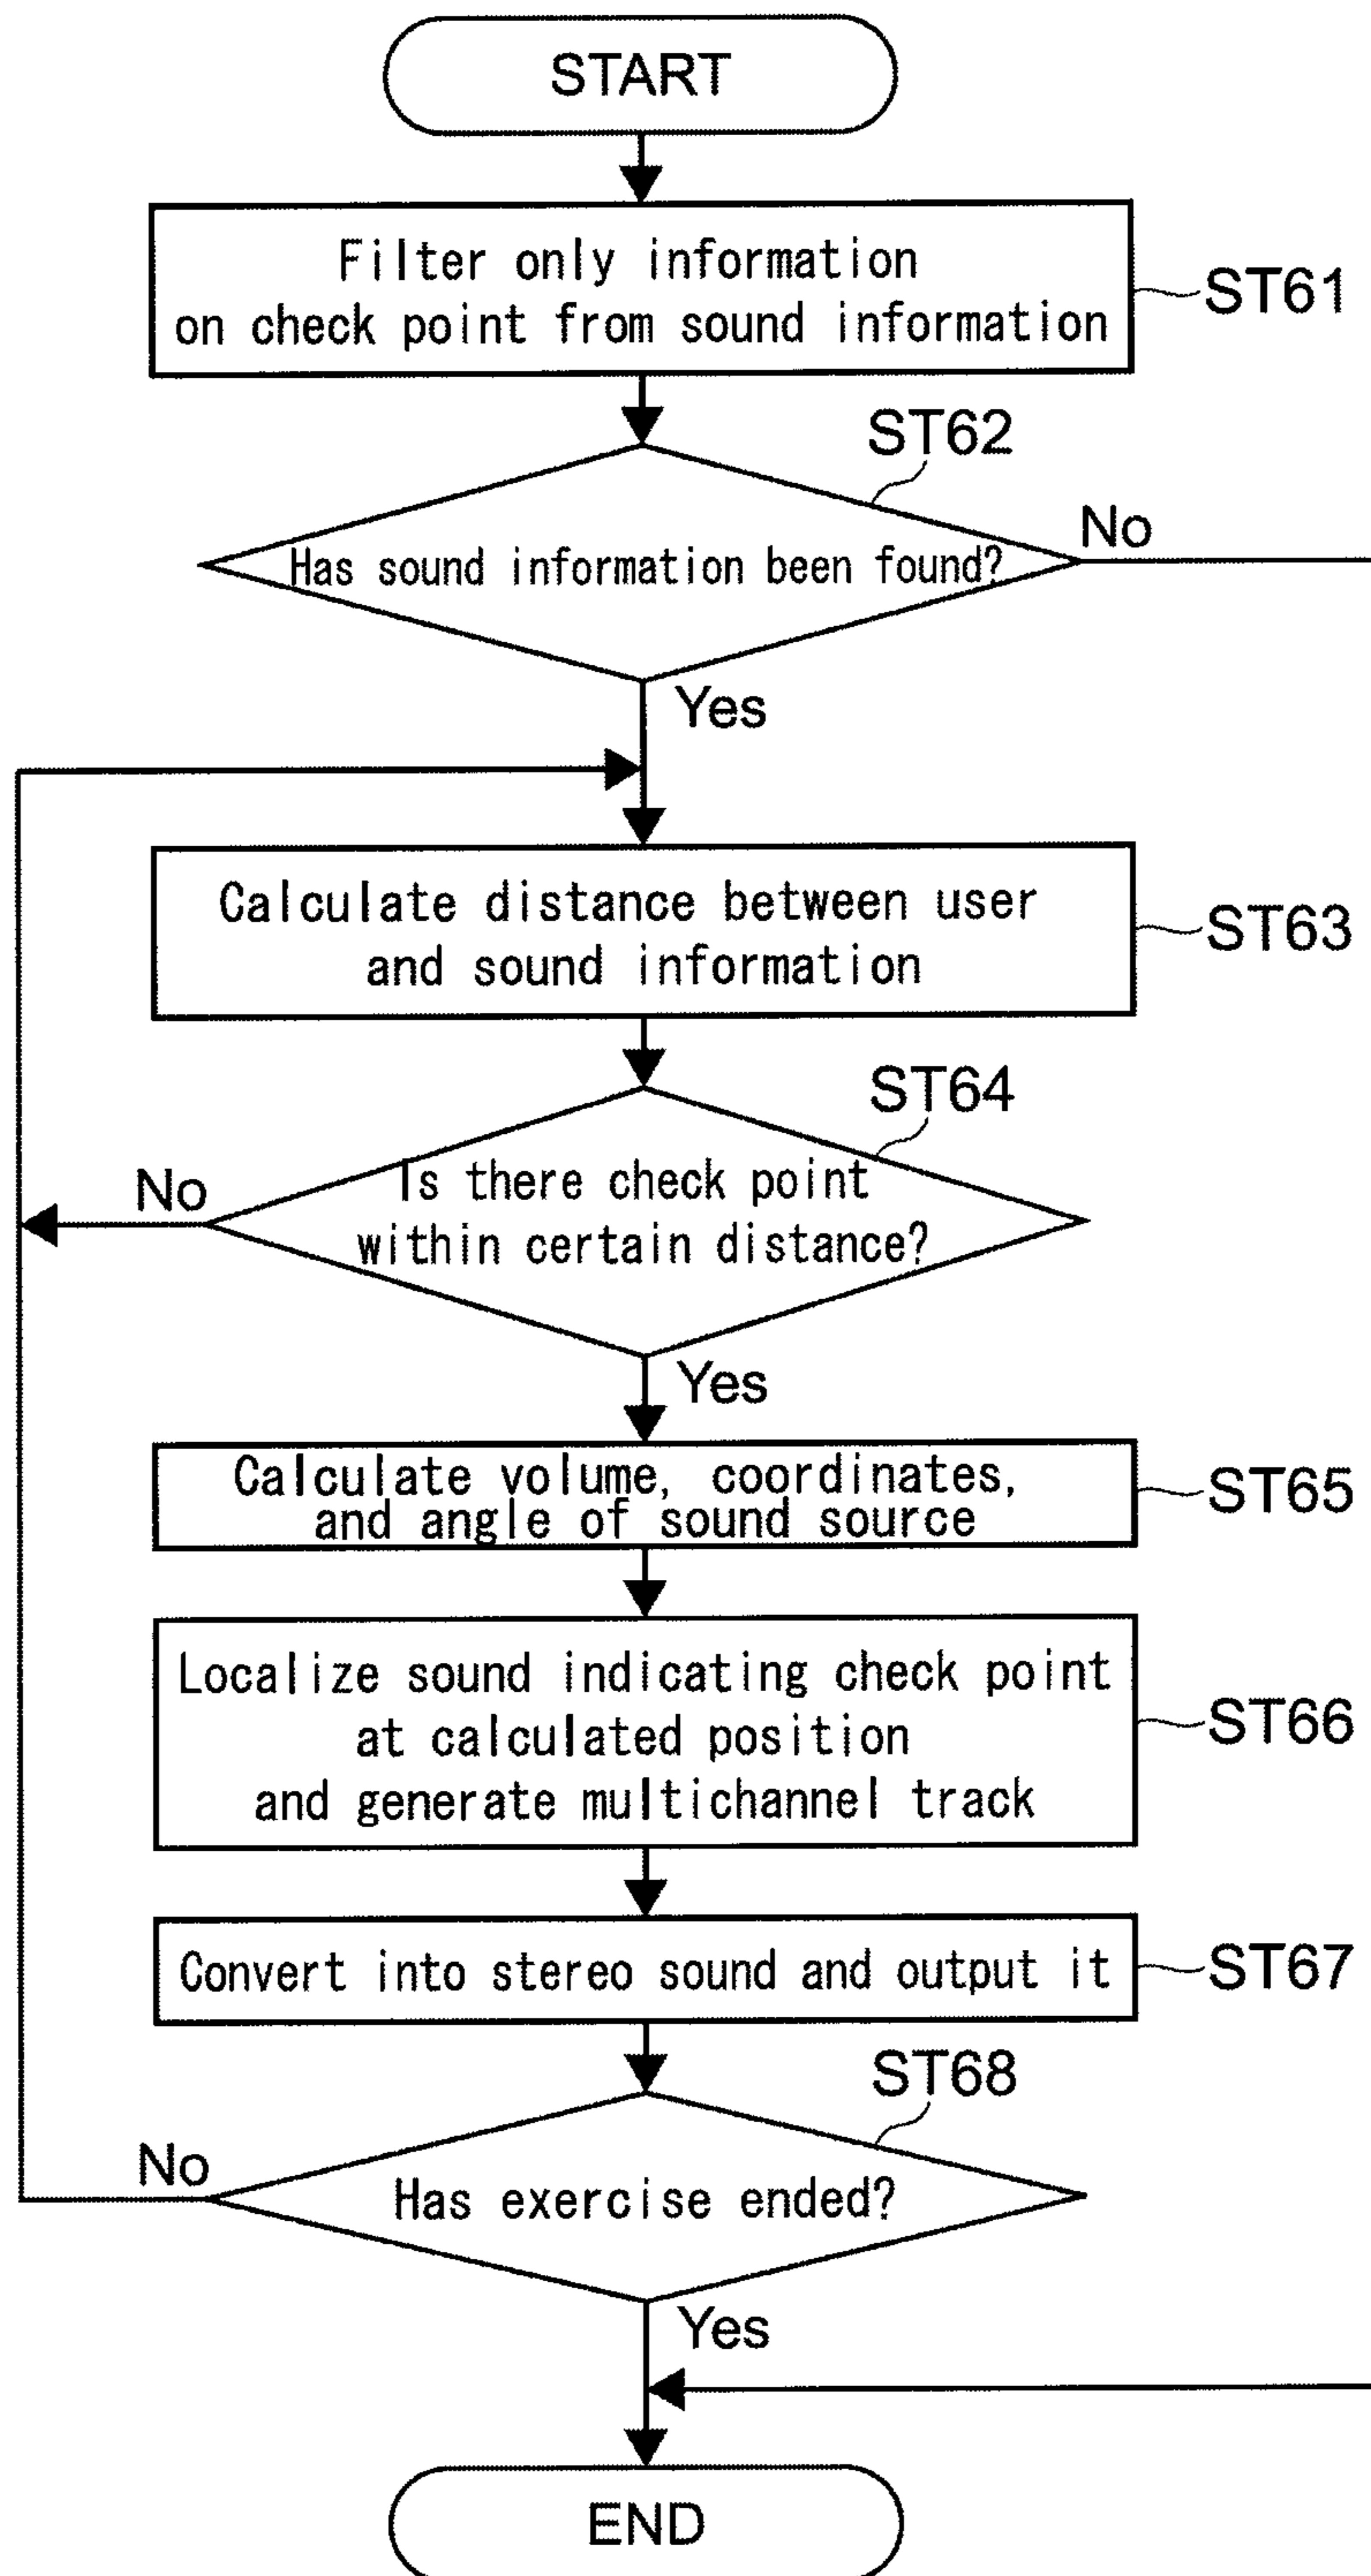 START
Filter only information
on check point from sound information
ST61
ST62
Has sound information been found?
No
Yes
Calculate distance between user
and sound information
ST63
ST64
Is there check point
within certain distance?
No
Yes
Calculate volume, coordinates,
and angle of sound source
ST65
Localize sound indicating check point
at calculated position
and generate multichannel track
ST66
Convert into stereo sound and output it
ST67
ST68
Has exercise ended?
No
Yes
END